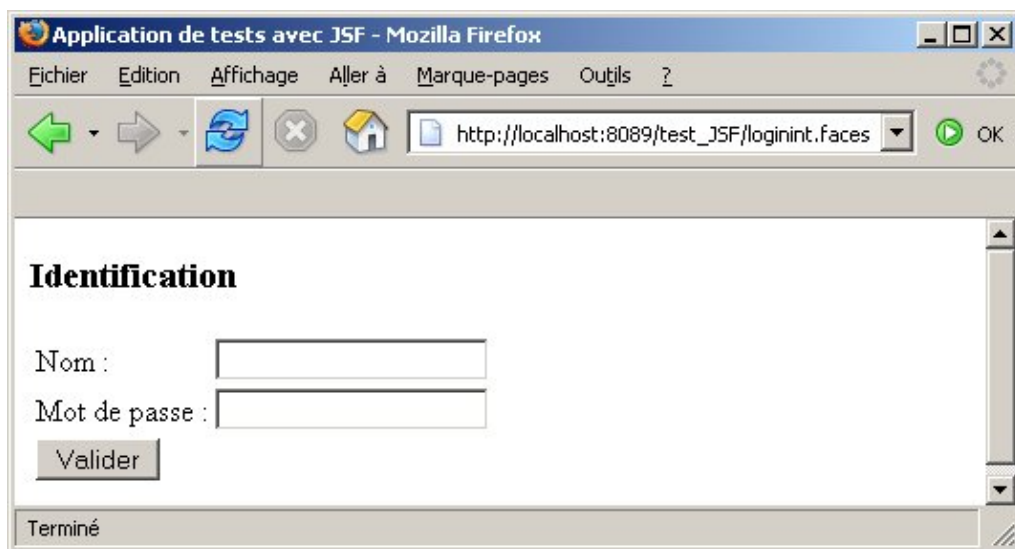 Application de tests avec JSF - Mozilla Firefox
Fichier Edition Affichage Aller à Marque-pages Outils ?
http://localhost:8089/test_JSF/loginint.faces OK
Identification
Nom :
Mot de passe :
Valider
Terminé